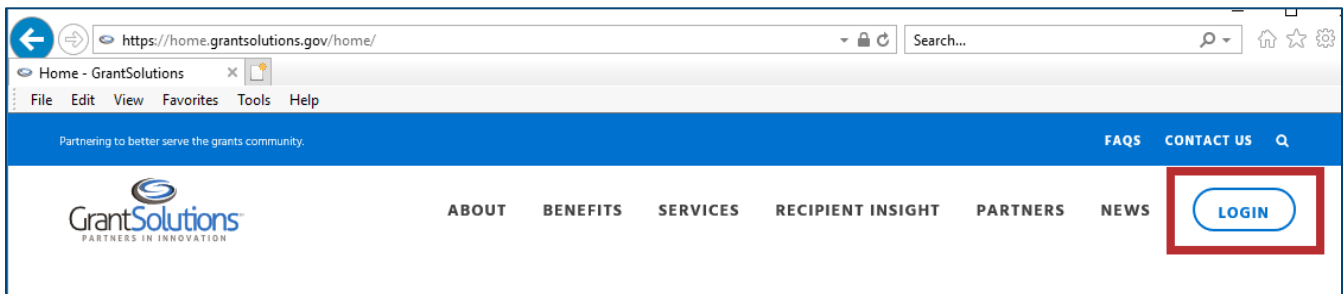 https://home.grantsolutions.gov/home/
Search...
Home - GrantSolutions
File Edit View Favorites Tools Help
Partnering to better serve the grants community.
FAQS CONTACT US
GrantSolutions
PARTNERS IN INNOVATION
ABOUT BENEFITS SERVICES RECIPIENT INSIGHT PARTNERS NEWS LOGIN